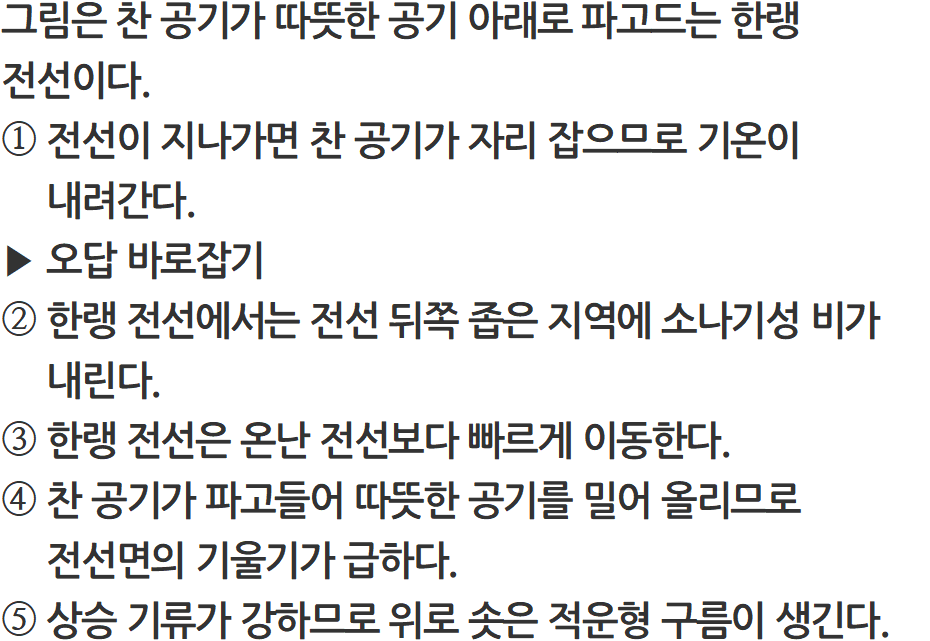 그림은 찬 공기가 따뜻한 공기 아래로 파고드는 한랭
전선이다.
① 전선이 지나가면 찬 공기가 자리 잡으므로 기온이
내려간다.
▶ 오답 바로잡기
② 한랭 전선에서는 전선 뒤쪽 좁은 지역에 소나기성 비가
내린다.
③ 한랭 전선은 온난 전선보다 빠르게 이동한다.
④ 찬 공기가 파고들어 따뜻한 공기를 밀어 올리므로
전선면의 기울기가 급하다.
⑤ 상승 기류가 강하므로 위로 솟은 적운형 구름이 생긴다.